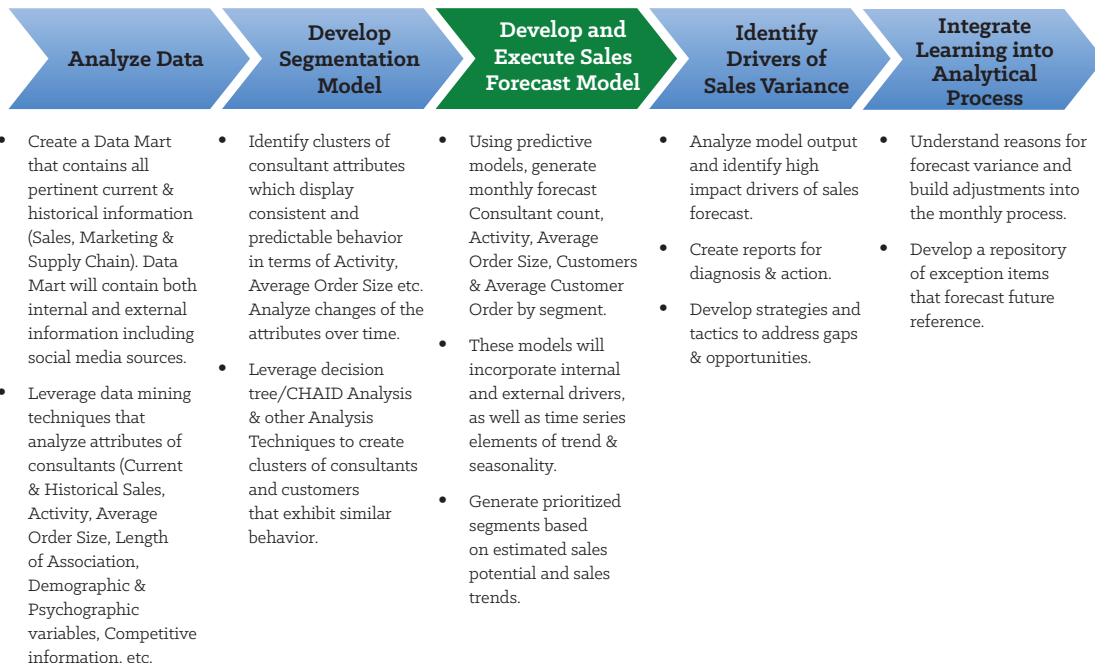 Analyze Data
Develop
Segmentation
Model
Develop and
Execute Sales
Forecast Model
Identify
Drivers of
Sales Variance
Integrate
Learning into
Analytical
Process
• Create a Data Mart
that contains all
pertinent current &
historical information
(Sales, Marketing &
Supply Chain). Data
Mart will contain both
internal and external
information including
social media sources.
• Leverage data mining
techniques that
analyze attributes of
consultants (Current
& Historical Sales,
Activity, Average
Order Size, Length
of Association,
Demographic &
Psychographic
variables, Competitive
information, etc.
• Identify clusters of
consultant attributes
which display
consistent and
predictable behavior
in terms of Activity,
Average Order Size etc.
Analyze changes of the
attributes over time.
• Leverage decision
tree/CHAID Analysis
& other Analysis
Techniques to create
clusters of consultants
and customers
that exhibit similar
behavior.
• Using predictive
models, generate
monthly forecast
Consultant count,
Activity, Average
Order Size, Customers
& Average Customer
Order by segment.
• These models will
incorporate internal
and external drivers,
as well as time series
elements of trend &
seasonality.
• Generate prioritized
segments based
on estimated sales
potential and sales
trends.
• Analyze model output
and identify high
impact drivers of sales
forecast.
• Create reports for
diagnosis & action.
• Develop strategies and
tactics to address gaps
& opportunities.
• Understand reasons for
forecast variance and
build adjustments into
the monthly process.
• Develop a repository
of exception items
that forecast future
reference.